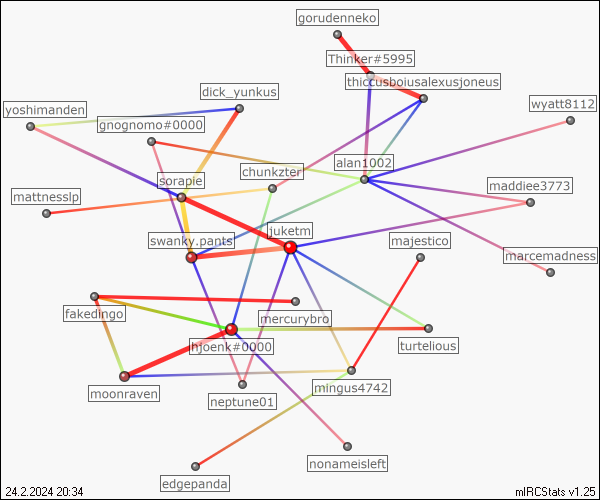 gorudenneko
Thinker#5995
thiccusboiusalexusjoneus
dick_yunkus
yoshimanden
wyatt8112
gnognomo#0000
alan1002
chunkzter
sorapie
maddiee3773
mattnesslp
juketm
swanky.pants
majestico
marcemadness
fakedingo
mercurybro
hjoenk#0000
turtelious
moonraven
mingus4742
neptune01
nonameisleft
edgepanda
24.2.2024 20:34
mIRCStats v1.25